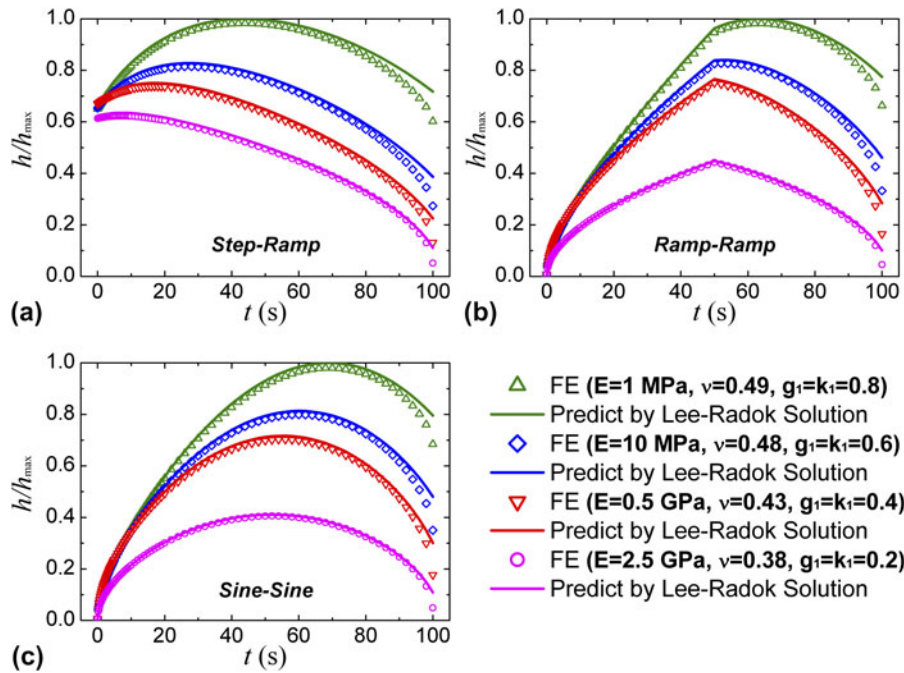 1.0
0.8
0.6
0.4
0.2
0.0
h/hmax
0 20 40 60 80 100
t (s)
Step-Ramp
(a)
1.0
0.8
0.6
0.4
0.2
0.0
h/hmax
0 20 40 60 80 100
t (s)
Ramp-Ramp
(b)
1.0
0.8
0.6
0.4
0.2
0.0
h/hmax
0 20 40 60 80 100
t (s)
Sine-Sine
(c)
FE (E=1 MPa, ν=0.49, g₁=k₁=0.8)
Predict by Lee-Radok Solution
FE (E=10 MPa, ν=0.48, g₁=k₁=0.6)
Predict by Lee-Radok Solution
FE (E=0.5 GPa, ν=0.43, g₁=k₁=0.4)
Predict by Lee-Radok Solution
FE (E=2.5 GPa, ν=0.38, g₁=k₁=0.2)
Predict by Lee-Radok Solution